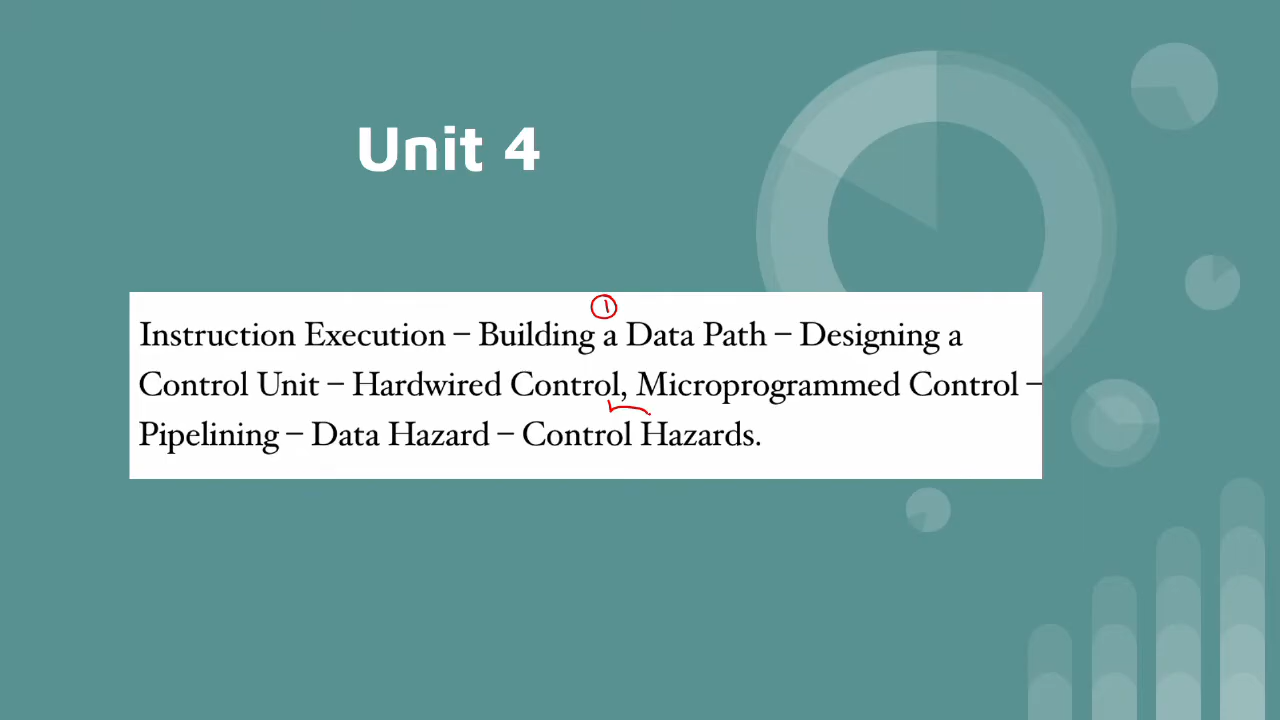 Unit 4
1
Instruction Execution – Building a Data Path – Designing a
Control Unit – Hardwired Control, Microprogrammed Control –
Pipelining – Data Hazard – Control Hazards.